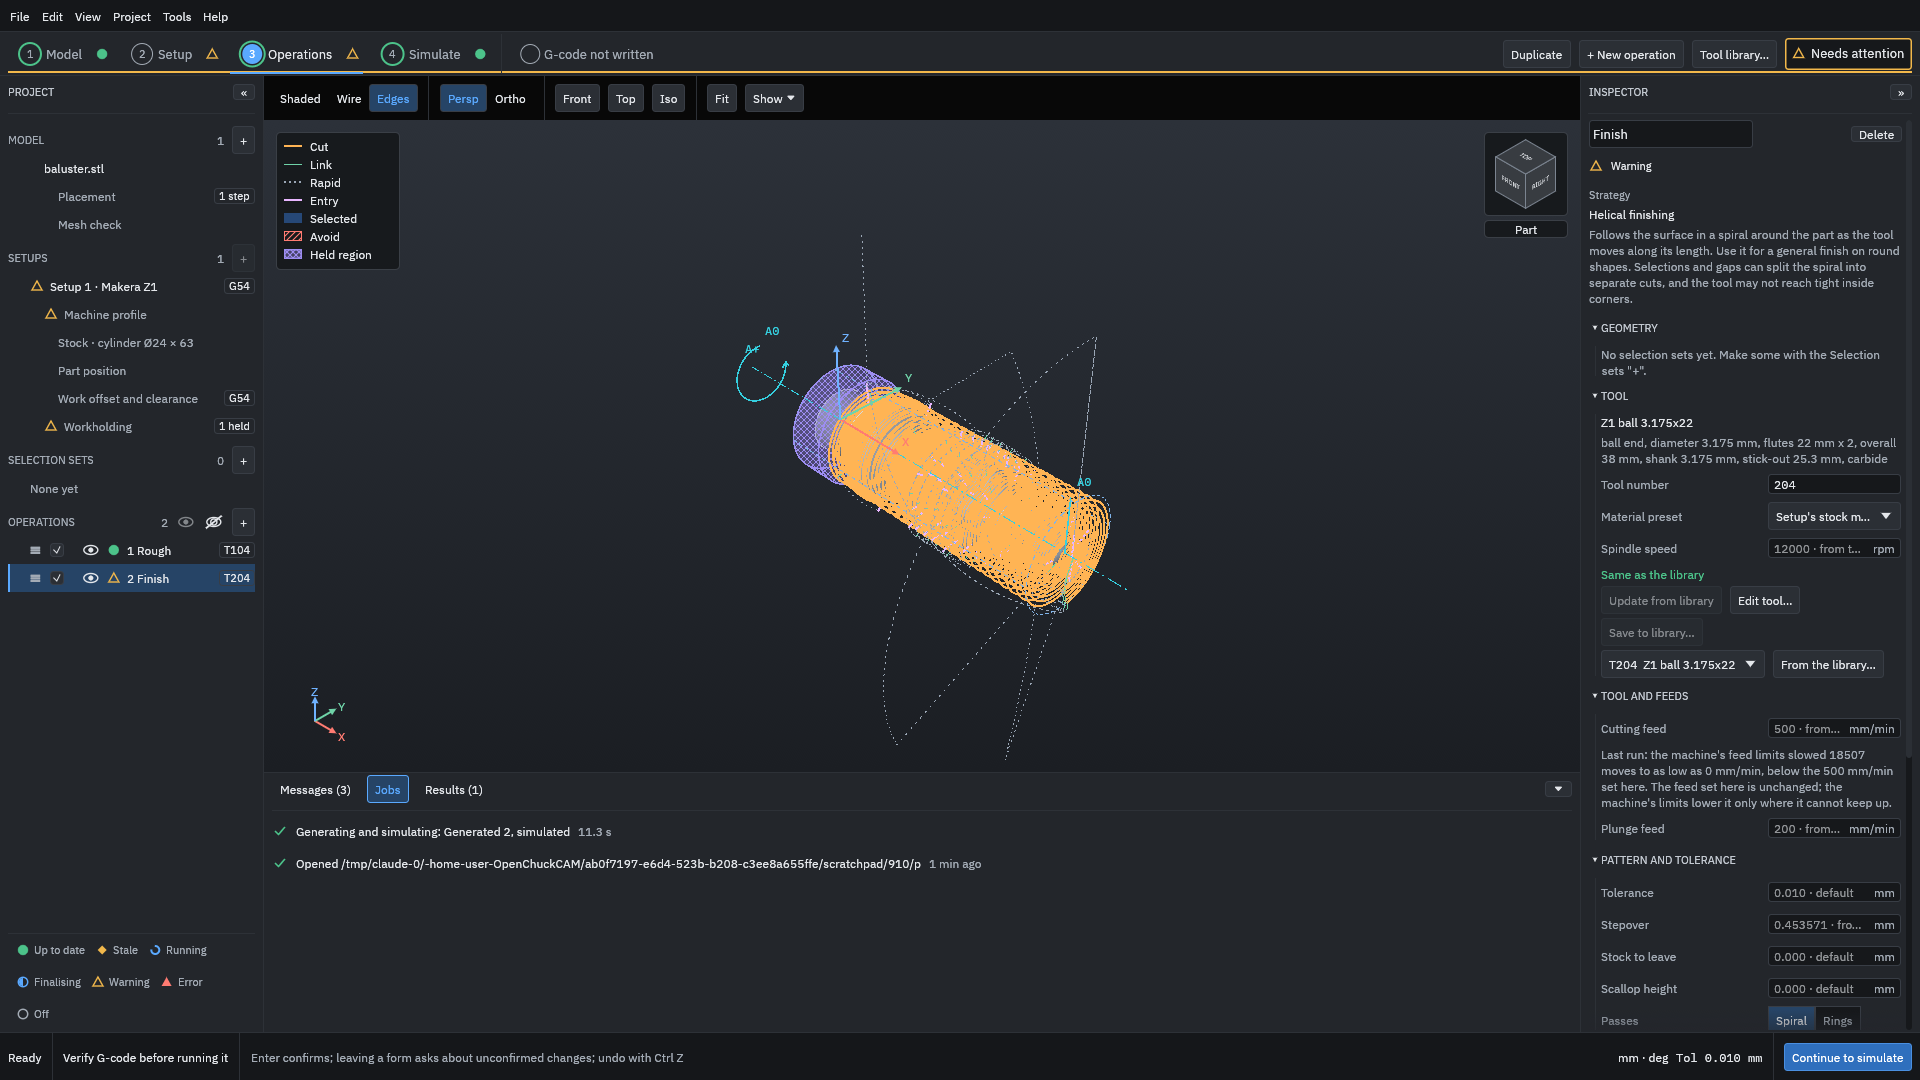 File Edit View Project Tools Help
1 Model 2 Setup 3 Operations 4 Simulate G-code not written Duplicate + New operation Tool library... Needs attention
PROJECT «
MODEL 1 +
baluster.stl
Placement 1 step
Mesh check
SETUPS 1 +
Setup 1 · Makera Z1 G54
Machine profile
Stock · cylinder Ø24 × 63
Part position
Work offset and clearance G54
Workholding 1 held
SELECTION SETS 0 +
None yet
OPERATIONS 2 +
1 Rough T104
2 Finish T204
Up to date Stale Running
Finalising Warning Error
Off
Shaded Wire Edges Persp Ortho Front Top Iso Fit Show
Cut
Link
Rapid
Entry
Selected
Avoid
Held region
TOP
FRONT RIGHT
Part
A0
A+
Z
Y
X
A0
Z
Y
X
Messages (3) Jobs Results (1)
Generating and simulating: Generated 2, simulated 11.3 s
Opened /tmp/claude-0/-home-user-OpenChuckCAM/ab0f7197-e6d4-523b-b208-c3ee8a655ffe/scratchpad/910/p 1 min ago
INSPECTOR »
Finish Delete
Warning
Strategy
Helical finishing
Follows the surface in a spiral around the part as the tool
moves along its length. Use it for a general finish on round
shapes. Selections and gaps can split the spiral into
separate cuts, and the tool may not reach tight inside
corners.
GEOMETRY
No selection sets yet. Make some with the Selection
sets "+".
TOOL
Z1 ball 3.175x22
ball end, diameter 3.175 mm, flutes 22 mm x 2, overall
38 mm, shank 3.175 mm, stick-out 25.3 mm, carbide
Tool number 204
Material preset Setup's stock m...
Spindle speed 12000 · from t... rpm
Same as the library
Update from library Edit tool...
Save to library...
T204 Z1 ball 3.175x22 From the library...
TOOL AND FEEDS
Cutting feed 500 · from... mm/min
Last run: the machine's feed limits slowed 18507
moves to as low as 0 mm/min, below the 500 mm/min
set here. The feed set here is unchanged; the
machine's limits lower it only where it cannot keep up.
Plunge feed 200 · from... mm/min
PATTERN AND TOLERANCE
Tolerance 0.010 · default mm
Stepover 0.453571 · fro... mm
Stock to leave 0.000 · default mm
Scallop height 0.000 · default mm
Passes Spiral Rings
Ready Verify G-code before running it Enter confirms; leaving a form asks about unconfirmed changes; undo with Ctrl Z mm · deg Tol 0.010 mm Continue to simulate